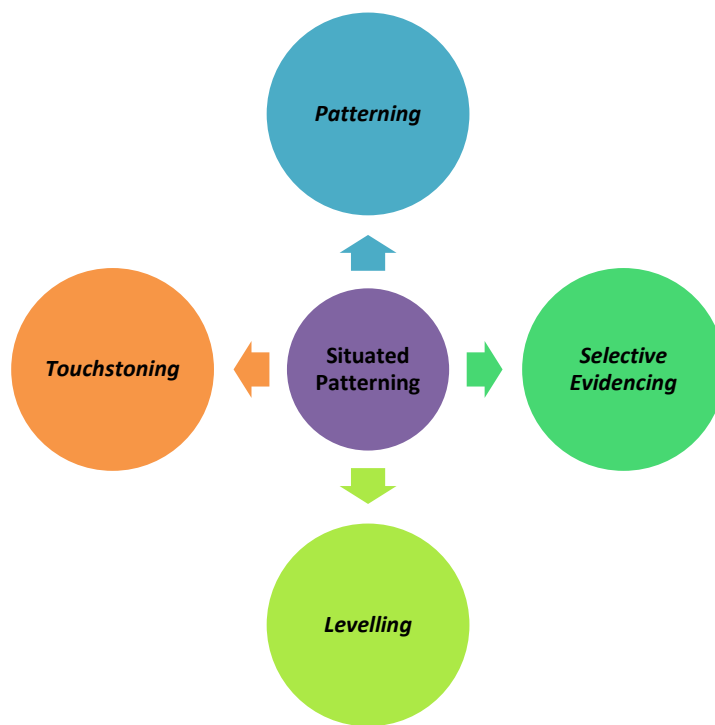 Patterning
Touchstoning
Situated
Patterning
Selective
Evidencing
Levelling